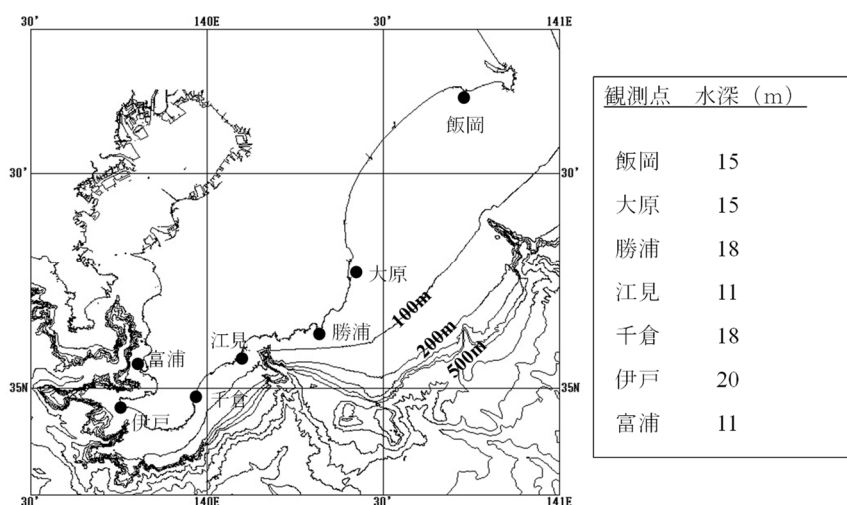 30' 140E 30' 141E
飯岡
30'
大原
100m
勝浦
200m
江見
500m
富浦
35N 35N
千倉
伊戸
30' 140E 30' 141E
観測点 水深（m）
飯岡 15
大原 15
勝浦 18
江見 11
千倉 18
伊戸 20
富浦 11